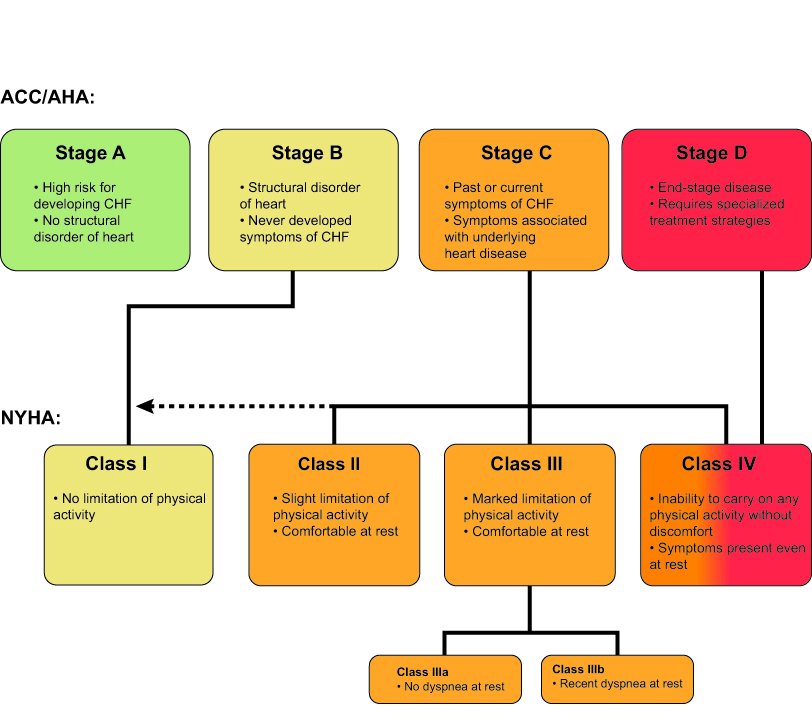 ACC/AHA:
Stage A
• High risk for
developing CHF
• No structural
disorder of heart
Stage B
• Structural disorder
of heart
• Never developed
symptoms of CHF
Stage C
• Past or current
symptoms of CHF
• Symptoms associated
with underlying
heart disease
Stage D
• End-stage disease
• Requires specialized
treatment strategies
NYHA:
Class I
• No limitation of physical
activity
Class II
• Slight limitation of
physical activity
• Comfortable at rest
Class III
• Marked limitation of
physical activity
• Comfortable at rest
Class IV
• Inability to carry on any
physical activity without
discomfort
• Symptoms present even
at rest
Class IIIa
• No dyspnea at rest
Class IIIb
• Recent dyspnea at rest